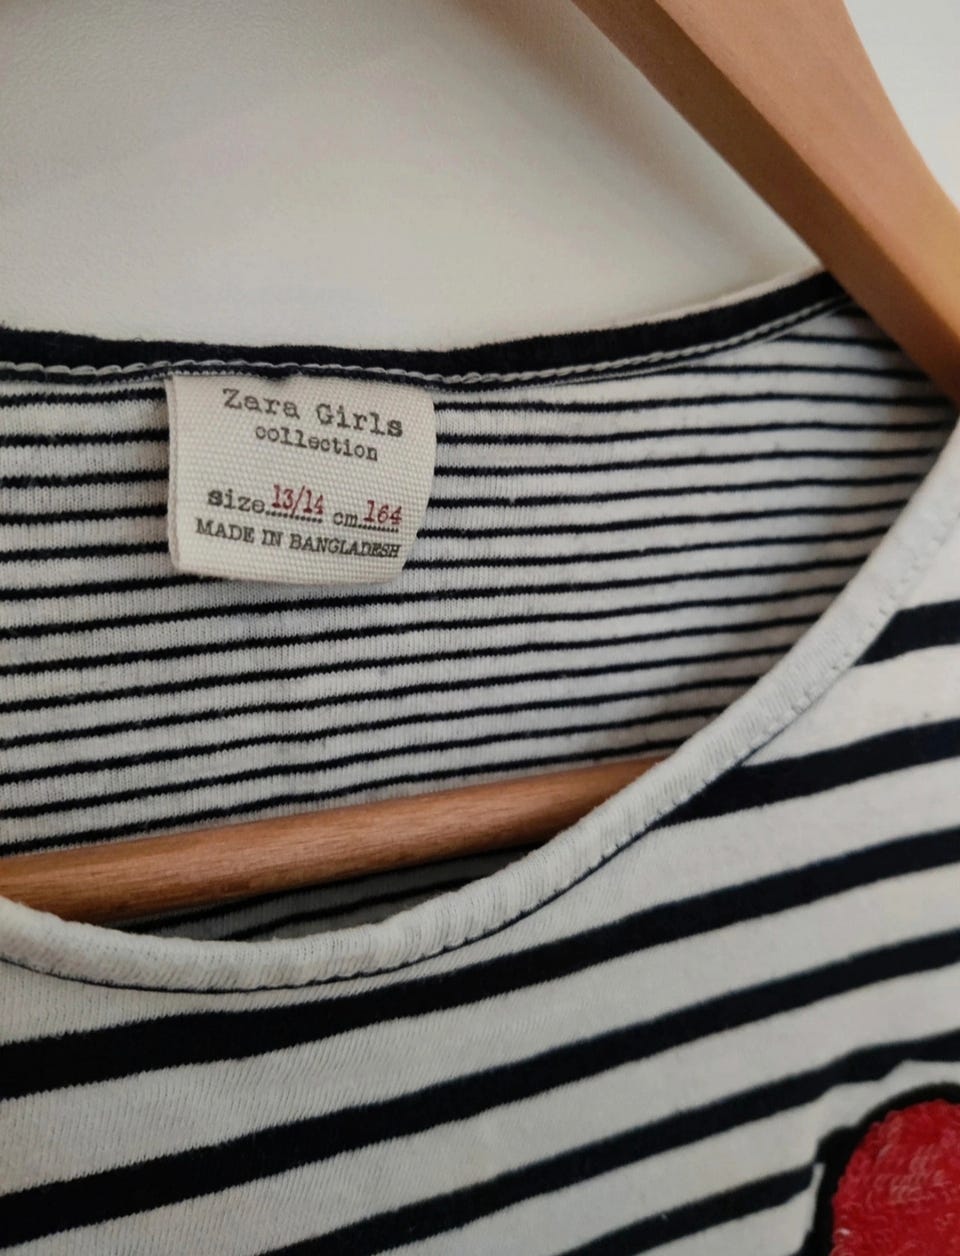 Zara Girls
collection
size 13/14 cm 164
MADE IN BANGLADESH